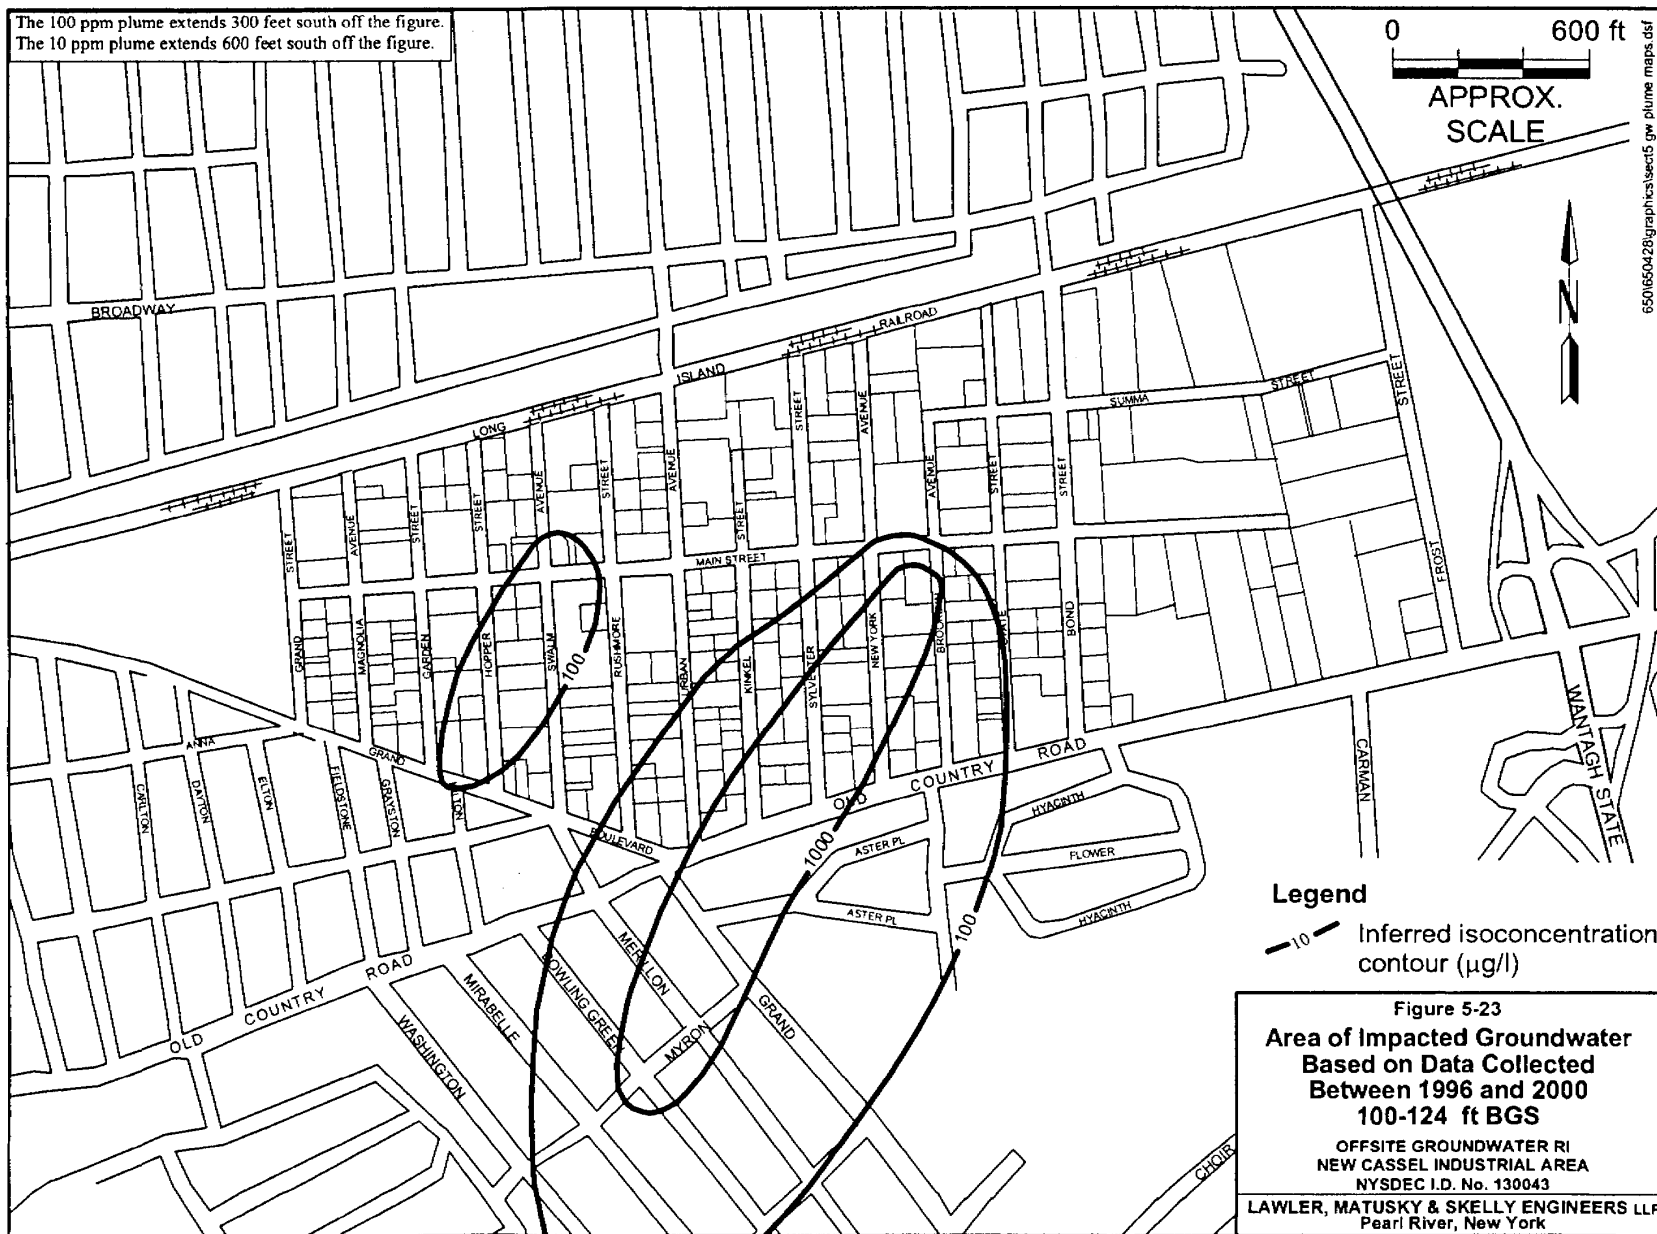 The 100 ppm plume extends 300 feet south off the figure.
The 10 ppm plume extends 600 feet south off the figure.
0 600 ft
APPROX.
SCALE
650\650428\graphics\sect5 gw plume maps.dsf
N
BROADWAY
LONG
ISLAND
RAILROAD
SUMMA
STREET
STREET
FROST
STREET
AVENUE
STREET
STREET
AVENUE
STREET
AVENUE
STREET
STREET
AVENUE
AVENUE
STREET
STREET
MAIN STREET
GRAND
MAGNOLIA
GARDEN
HOPPER
SWALM
RUSHMORE
URBAN
KINKEL
SYLVESTER
NEW YORK
BROOKLYN
STATE
BOND
100
1000
100
ANNA
GRAND
BOULEVARD
CARLTON
DAYTON
ELTON
FIELDSTONE
GRAYSTON
OLD
COUNTRY
ROAD
HYACINTH
FLOWER
HYACINTH
ASTER PL
ASTER PL
CARMAN
WANTAGH STATE
OLD
COUNTRY
ROAD
WASHINGTON
MIRABELLE
BOWLING GREEN
MERILLON
MYRON
GRAND
CHOIR
Legend
10 Inferred isoconcentration
contour (µg/l)
Figure 5-23
Area of Impacted Groundwater
Based on Data Collected
Between 1996 and 2000
100-124 ft BGS
OFFSITE GROUNDWATER RI
NEW CASSEL INDUSTRIAL AREA
NYSDEC I.D. No. 130043
LAWLER, MATUSKY & SKELLY ENGINEERS LLP
Pearl River, New York